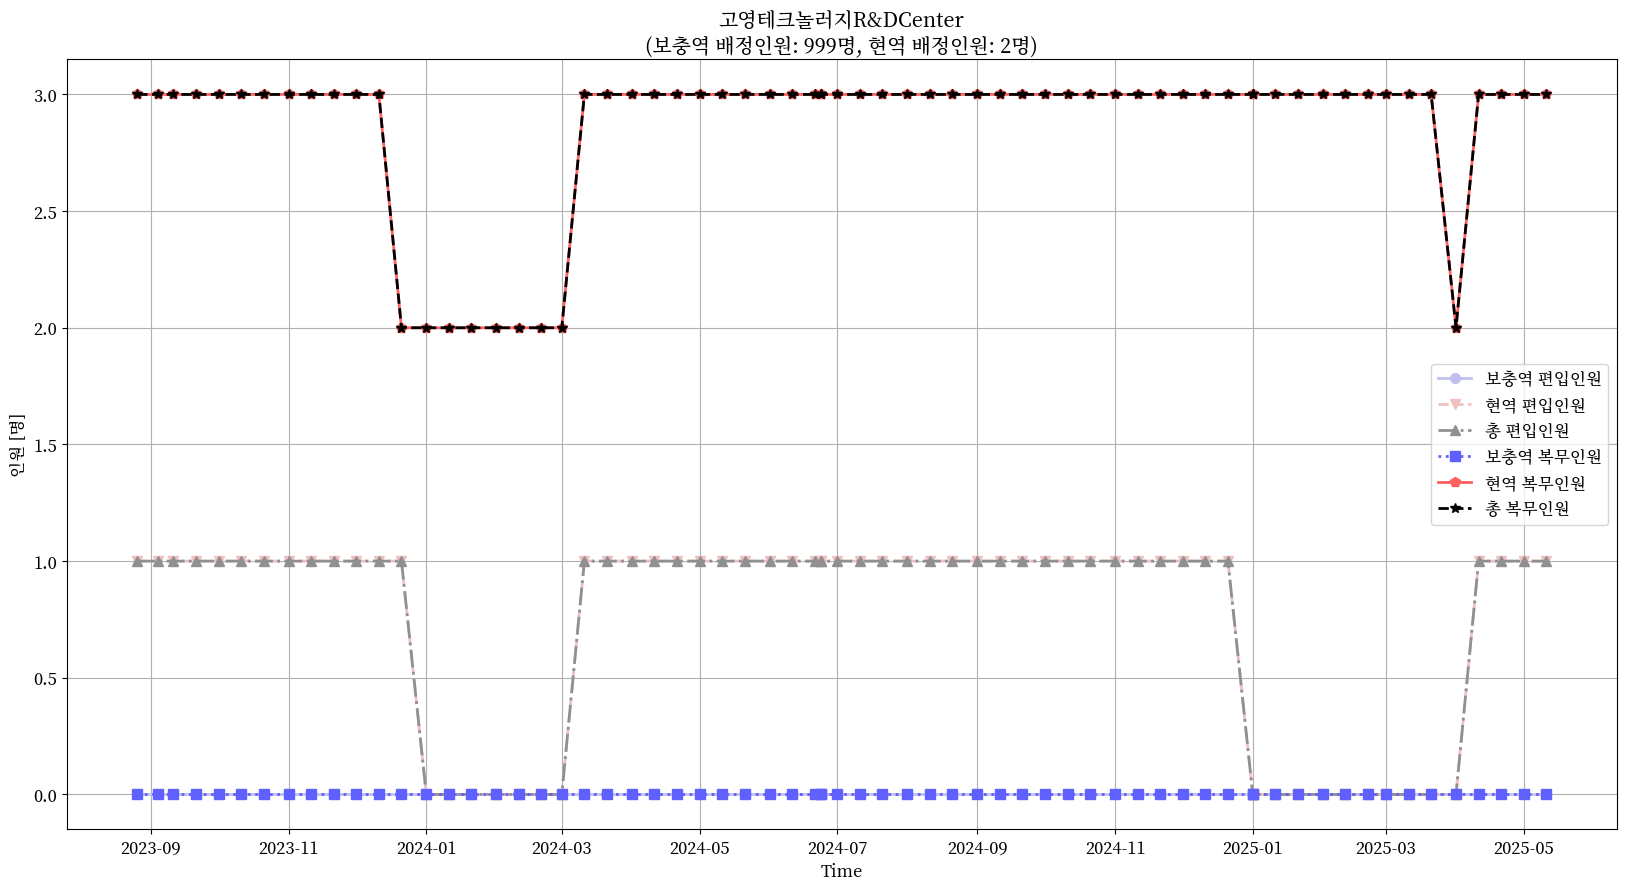 고영테크놀러지R&DCenter
(보충역 배정인원: 999명, 현역 배정인원: 2명)
3.0
2.5
2.0
1.5
1.0
0.5
0.0
인원 [명]
보충역 편입인원
현역 편입인원
총 편입인원
보충역 복무인원
현역 복무인원
총 복무인원
2023-09
2023-11
2024-01
2024-03
2024-05
2024-07
2024-09
2024-11
2025-01
2025-03
2025-05
Time